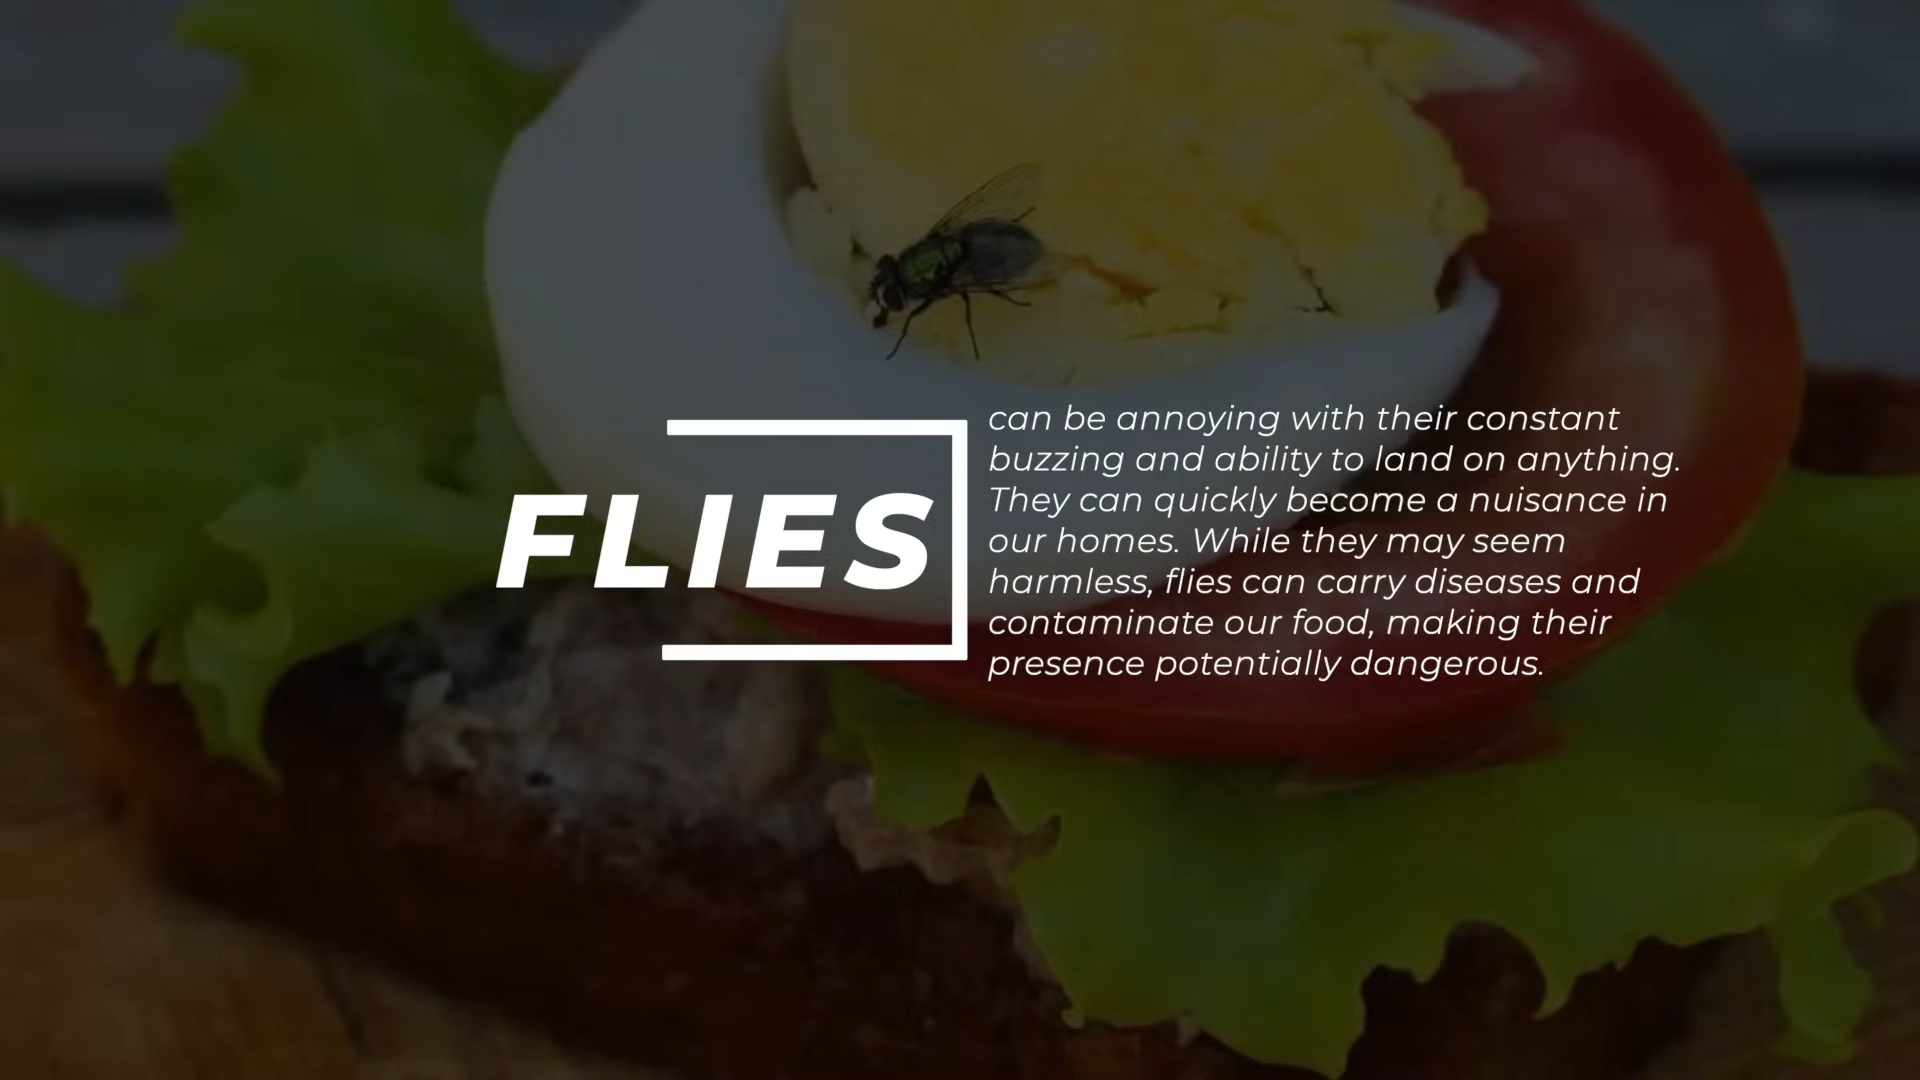 FLIES
can be annoying with their constant
buzzing and ability to land on anything.
They can quickly become a nuisance in
our homes. While they may seem
harmless, flies can carry diseases and
contaminate our food, making their
presence potentially dangerous.